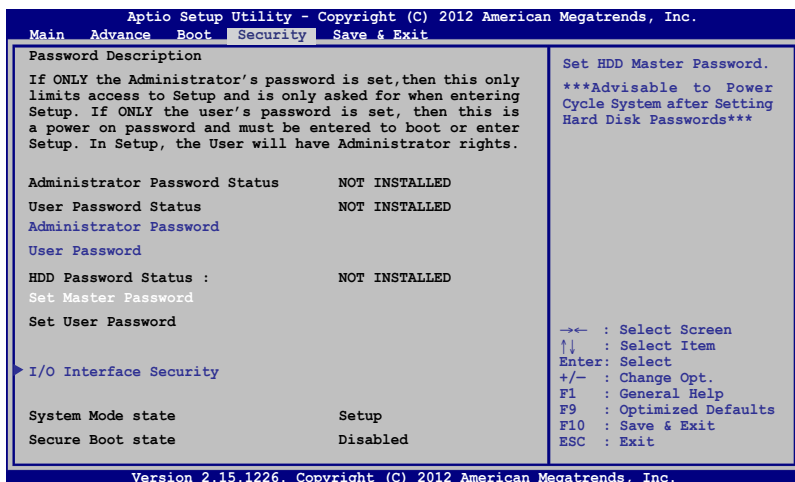 Aptio Setup Utility - Copyright (C) 2012 American Megatrends, Inc.
Main Advance Boot Security Save & Exit
Password Description
If ONLY the Administrator's password is set,then this only
limits access to Setup and is only asked for when entering
Setup. If ONLY the user's password is set, then this is
a power on password and must be entered to boot or enter
Setup. In Setup, the User will have Administrator rights.
Administrator Password Status NOT INSTALLED
User Password Status NOT INSTALLED
Administrator Password
User Password
HDD Password Status : NOT INSTALLED
Set Master Password
Set User Password
I/O Interface Security
System Mode state Setup
Secure Boot state Disabled
Set HDD Master Password.
***Advisable to Power
Cycle System after Setting
Hard Disk Passwords***
→← : Select Screen
↑↓ : Select Item
Enter: Select
+/— : Change Opt.
F1 : General Help
F9 : Optimized Defaults
F10 : Save & Exit
ESC : Exit
Version 2.15.1226. Copyright (C) 2012 American Megatrends, Inc.